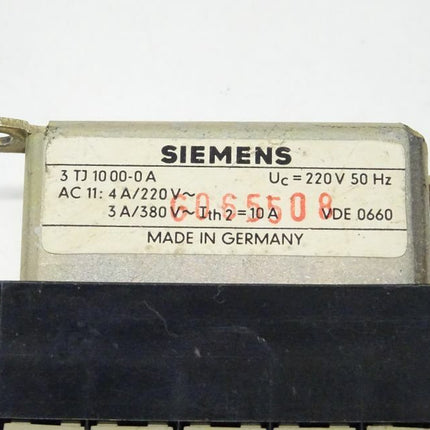 SIEMENS
3 TJ 10 00-0 A Uc = 220 V 50 Hz
AC 11: 4 A/220 V~
3 A/380 V~ Ith 2 = 10 A VDE 0660
6065508
MADE IN GERMANY